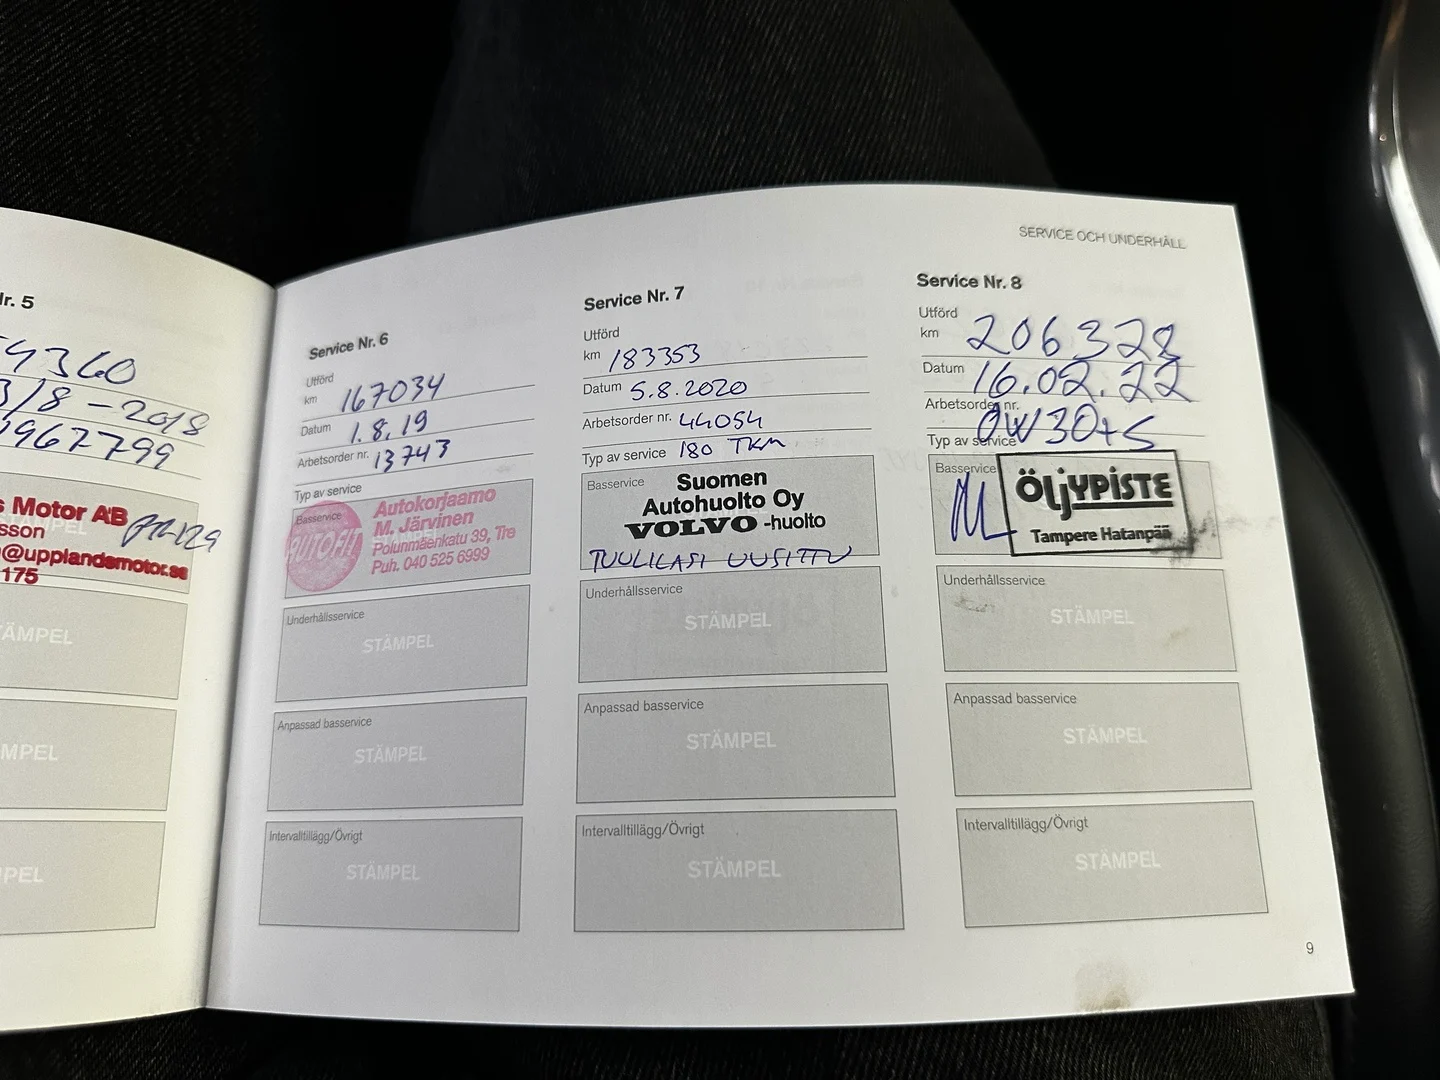 SERVICE OCH UNDERHÅLL
Nr. 5
4360
/8-2018
967799
Motor AB
sson
@upplandsmotor.se
175
STÄMPEL
MPEL
PEL
Service Nr. 6
Utförd
km 167034
Datum 1.8.19
Arbetsorder nr. 13743
Typ av service
Basservice
AUTOFIT
Autokorjaamo
M. Järvinen
Polunmäenkatu 39, Tre
Puh. 040 525 6999
Underhållsservice
STÄMPEL
Anpassad basservice
STÄMPEL
Intervalltillägg/Övrigt
STÄMPEL
Service Nr. 7
Utförd
km 183353
Datum 5.8.2020
Arbetsorder nr. 44054
Typ av service 180 TKM
Basservice
Suomen
Autohuolto Oy
VOLVO -huolto
TUULILASI UUSITTU
Underhållsservice
STÄMPEL
Anpassad basservice
STÄMPEL
Intervalltillägg/Övrigt
STÄMPEL
Service Nr. 8
Utförd
km 206328
Datum 16.02.22
Arbetsorder nr.
0W30+S
Typ av service
Basservice
ÖLJYPISTE
Tampere Hatanpää
Underhållsservice
STÄMPEL
Anpassad basservice
STÄMPEL
Intervalltillägg/Övrigt
STÄMPEL
9